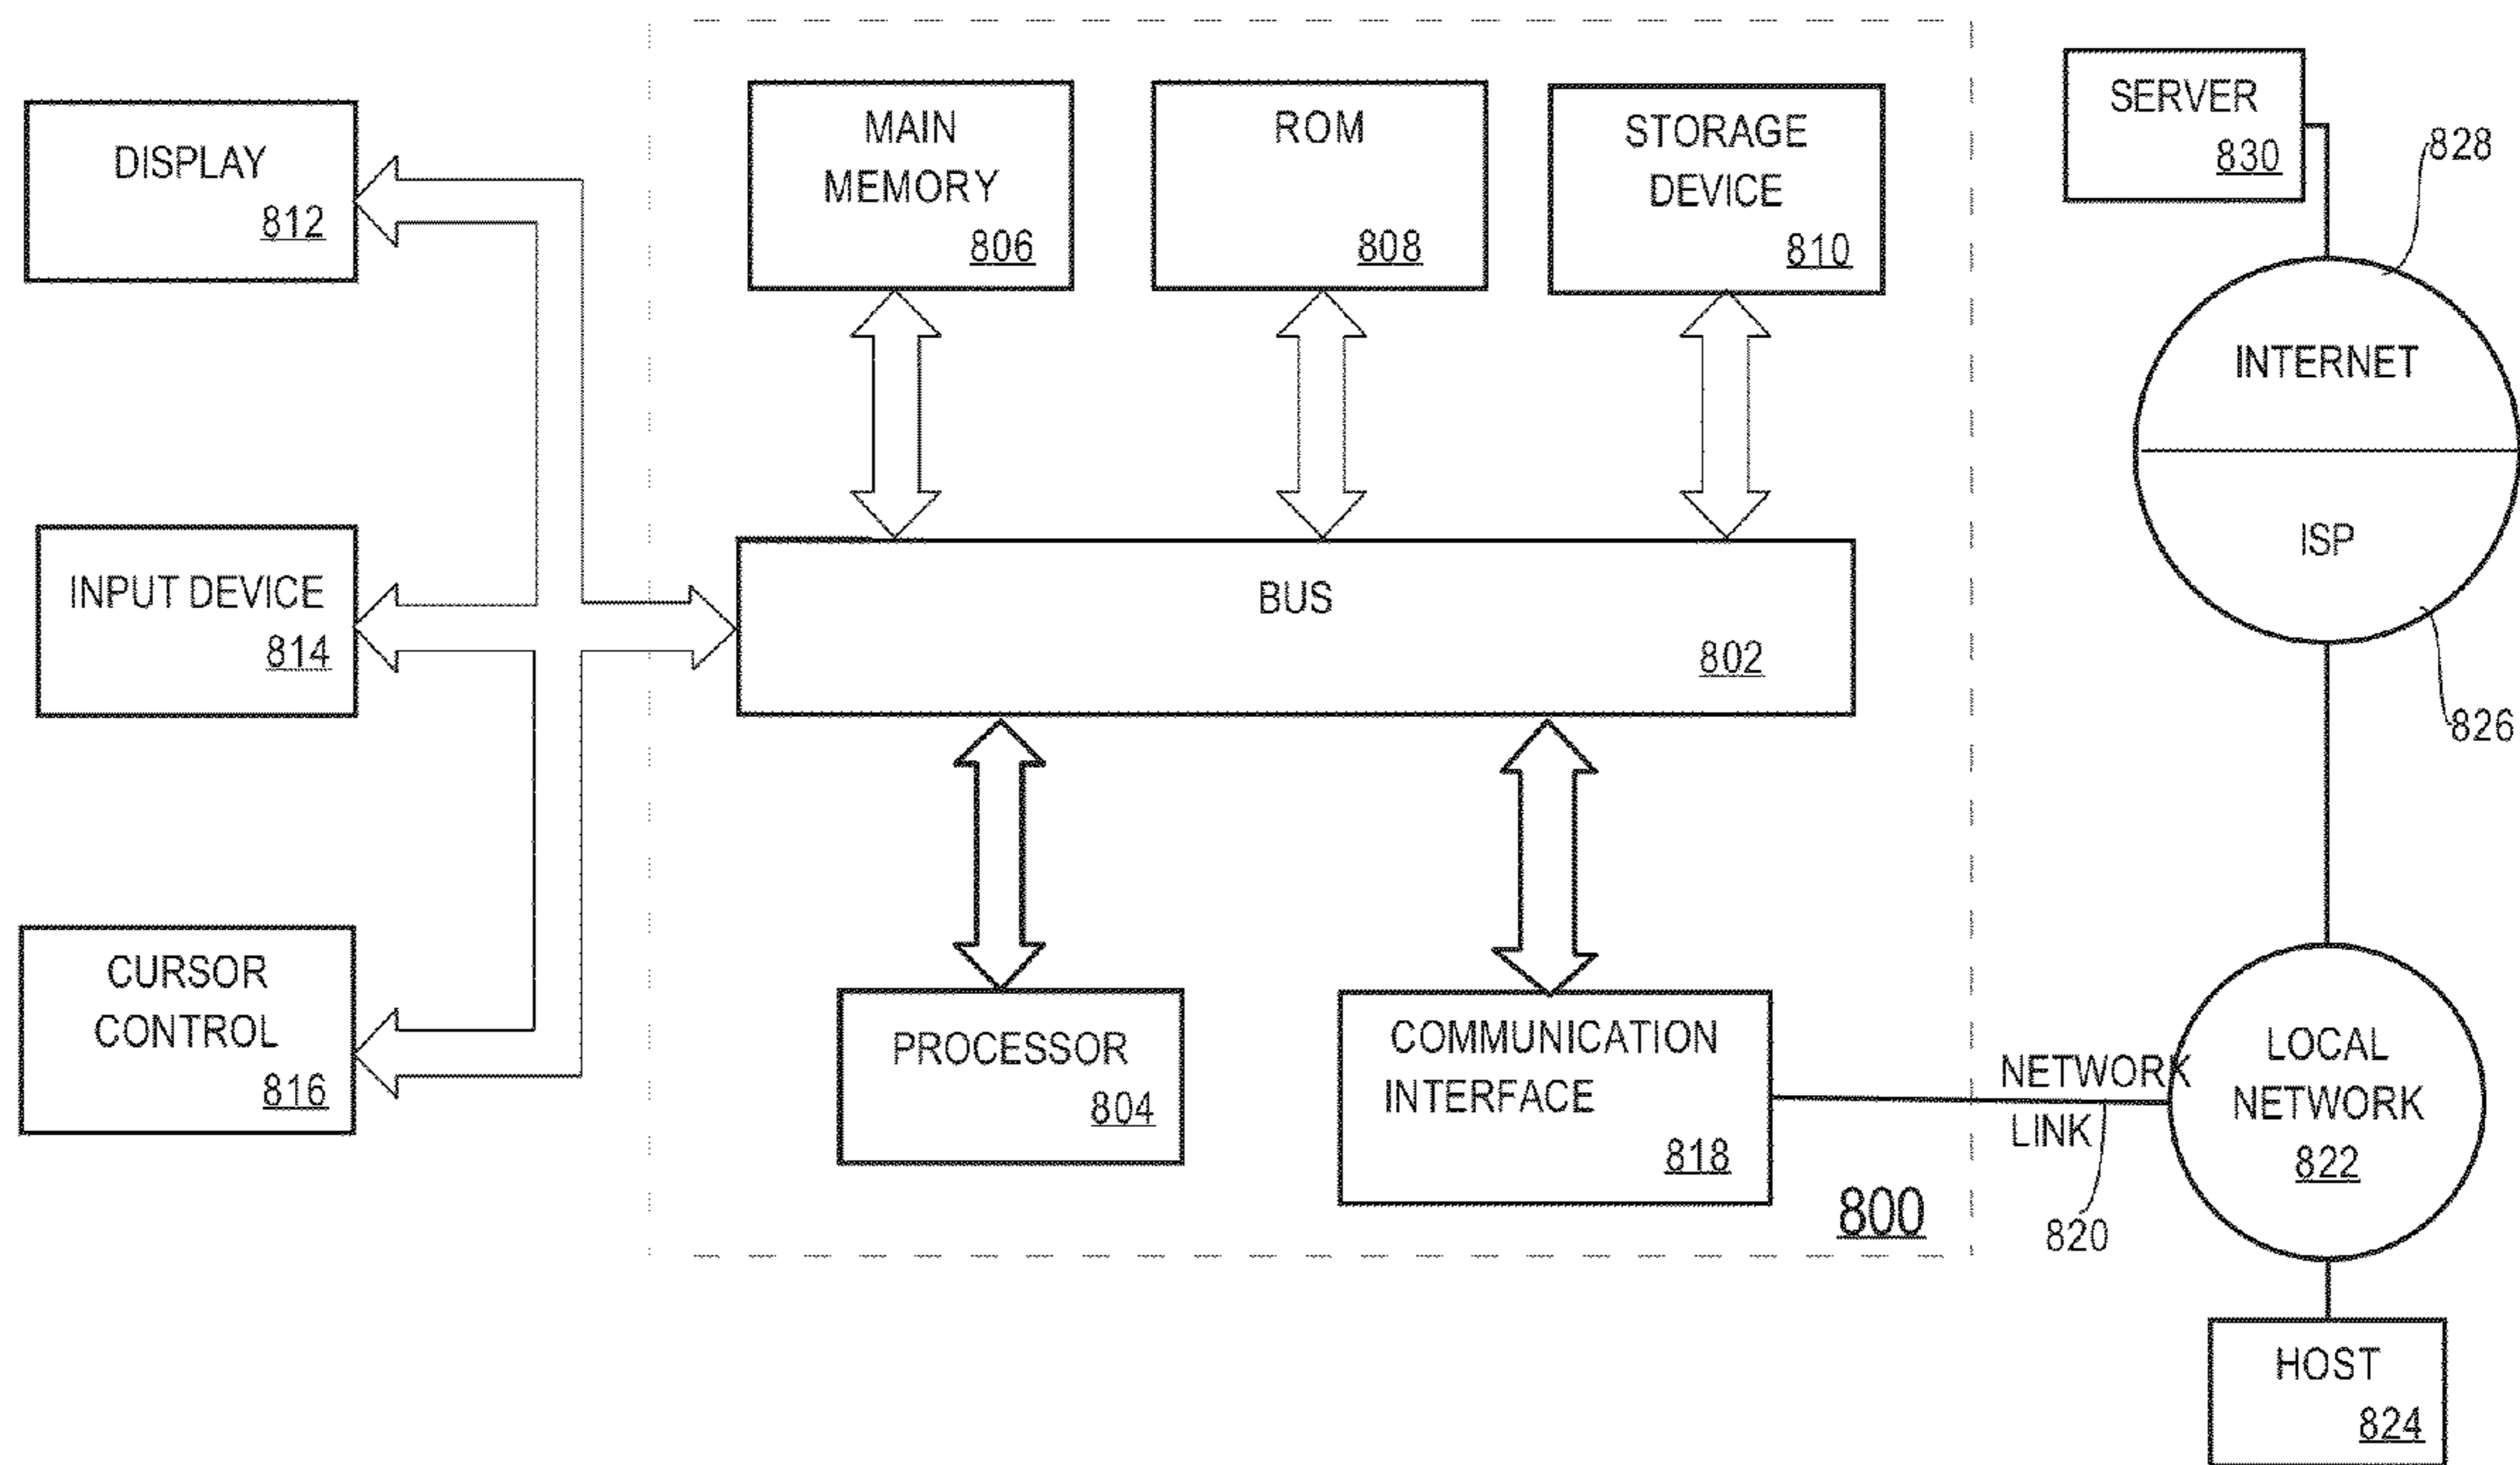 DISPLAY
812
INPUT DEVICE
814
CURSOR
CONTROL
816
MAIN
MEMORY
806
ROM
808
STORAGE
DEVICE
810
BUS
802
PROCESSOR
804
COMMUNICATION
INTERFACE
818
800
SERVER
830
828
INTERNET
ISP
826
NETWORK
LINK
820
LOCAL
NETWORK
822
HOST
824